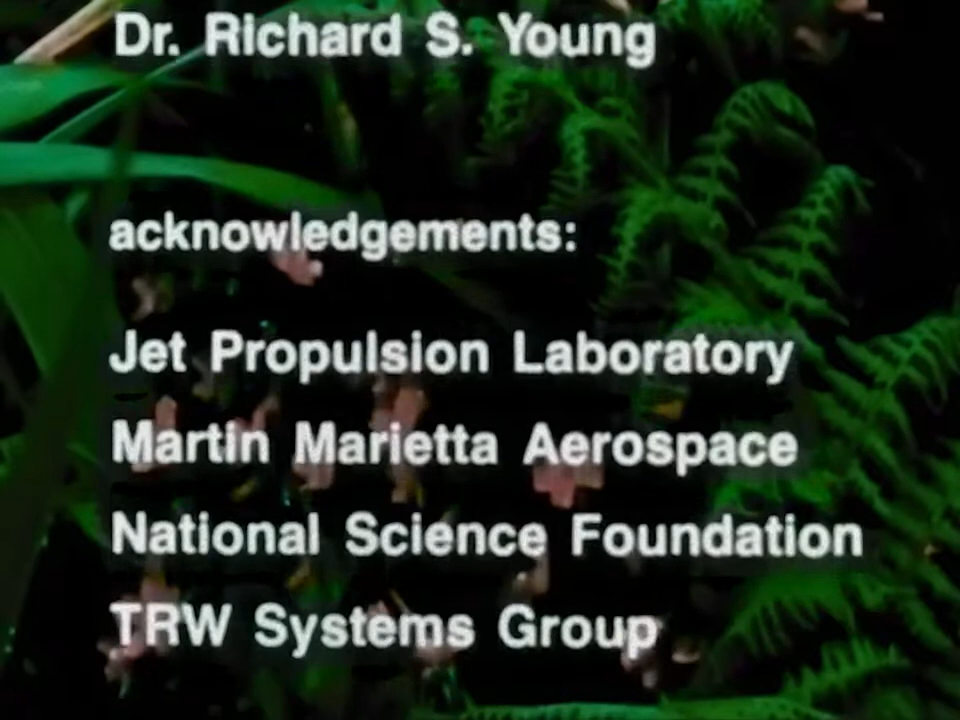 Dr. Richard S. Young
acknowledgements:
Jet Propulsion Laboratory
Martin Marietta Aerospace
National Science Foundation
TRW Systems Group